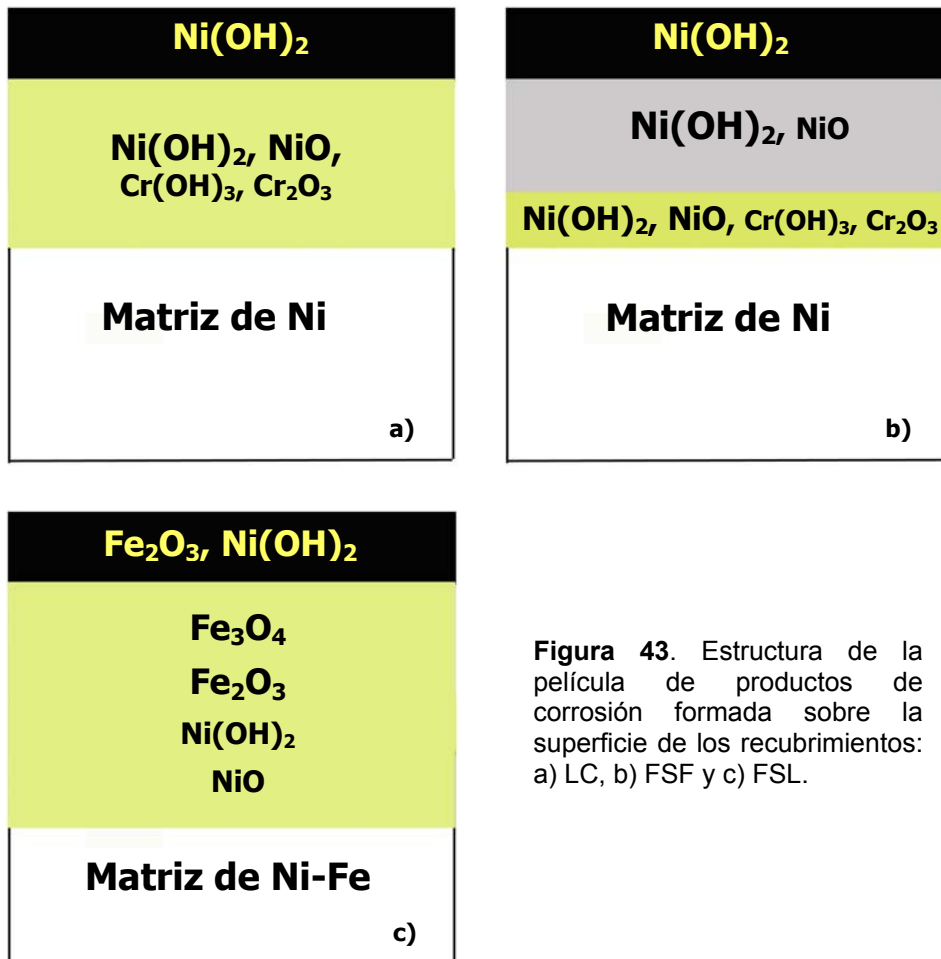 Ni(OH)₂
Ni(OH)₂, NiO,
Cr(OH)₃, Cr₂O₃
Matriz de Ni
a)
Ni(OH)₂
Ni(OH)₂, NiO
Ni(OH)₂, NiO, Cr(OH)₃, Cr₂O₃
Matriz de Ni
b)
Fe₂O₃, Ni(OH)₂
Fe₃O₄
Fe₂O₃
Ni(OH)₂
NiO
Matriz de Ni-Fe
c)
Figura 43. Estructura de la
película de productos de
corrosión formada sobre la
superficie de los recubrimientos:
a) LC, b) FSF y c) FSL.